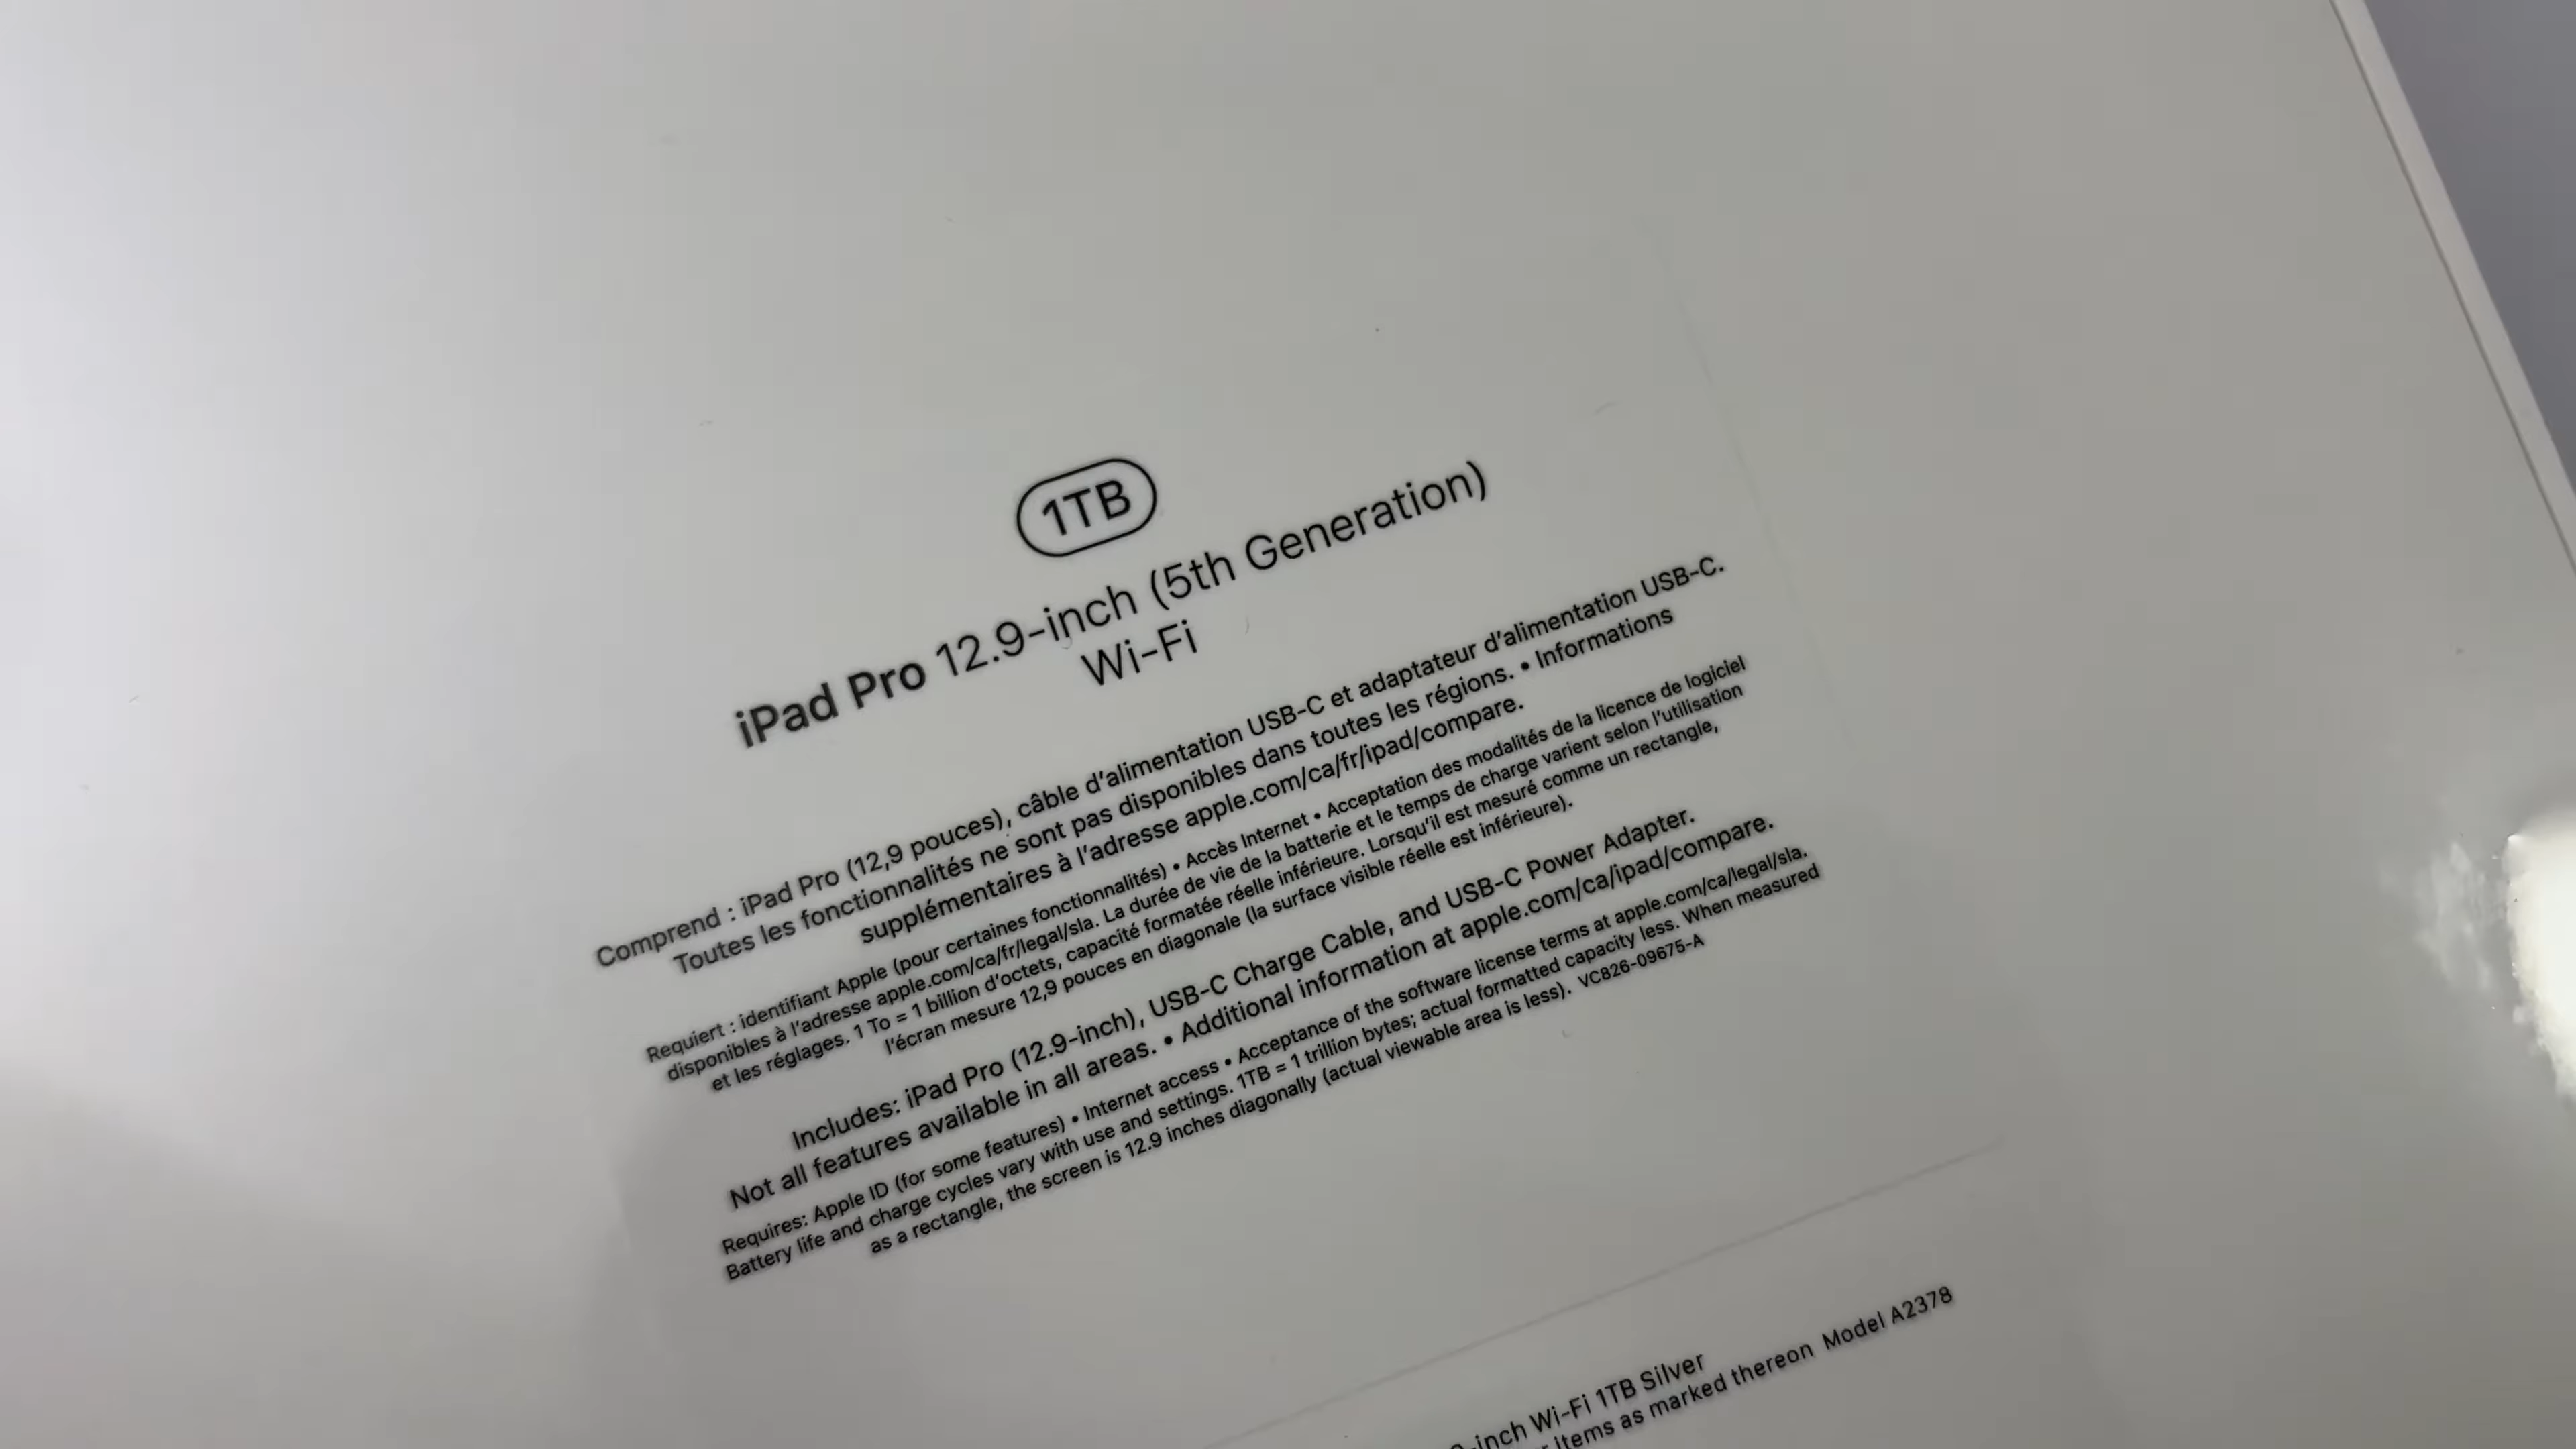 1TB
iPad Pro 12.9-inch (5th Generation)
Wi-Fi
Comprend : iPad Pro (12,9 pouces), câble d'alimentation USB-C et adaptateur d'alimentation USB-C.
Toutes les fonctionnalités ne sont pas disponibles dans toutes les régions. • Informations
supplémentaires à l'adresse apple.com/ca/fr/ipad/compare.
Requiert : identifiant Apple (pour certaines fonctionnalités) • Accès Internet • Acceptation des modalités de la licence de logiciel
disponibles à l'adresse apple.com/ca/fr/legal/sla. La durée de vie de la batterie et le temps de charge varient selon l'utilisation
et les réglages. 1 To = 1 billion d'octets, capacité formatée réelle inférieure. Lorsqu'il est mesuré comme un rectangle,
l'écran mesure 12,9 pouces en diagonale (la surface visible réelle est inférieure).
Includes: iPad Pro (12.9-inch), USB-C Charge Cable, and USB-C Power Adapter.
Not all features available in all areas. • Additional information at apple.com/ca/ipad/compare.
Requires: Apple ID (for some features) • Internet access • Acceptance of the software license terms at apple.com/ca/legal/sla.
Battery life and charge cycles vary with use and settings. 1TB = 1 trillion bytes; actual formatted capacity less. When measured
as a rectangle, the screen is 12.9 inches diagonally (actual viewable area is less). VC826-09675-A
-inch Wi-Fi 1TB Silver
items as marked thereon Model A2378